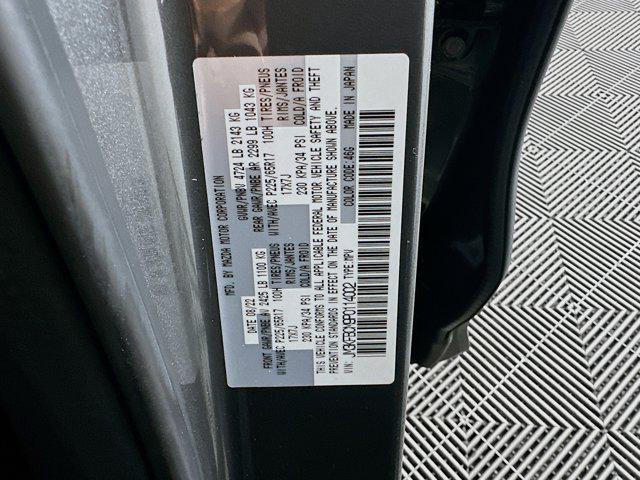 MFD. BY MAZDA MOTOR CORPORATION
DATE 08/22 GVWR/PNBV 4724 LB 2143 KG
FRONT GAWR/PNBE AV 2425 LB 1100 KG REAR GAWR/PNBE AR 2299 LB 1043 KG
WITH/AVEC P225/65R17 100H TIRES/PNEUS WITH/AVEC P225/65R17 100H TIRES/PNEUS
17X7J RIMS/JANTES 17X7J RIMS/JANTES
230 KPA/34 PSI COLD/A FROID 230 KPA/34 PSI COLD/A FROID
THIS VEHICLE CONFORMS TO ALL APPLICABLE FEDERAL MOTOR VEHICLE SAFETY AND THEFT
PREVENTION STANDARDS IN EFFECT ON THE DATE OF MANUFACTURE SHOWN ABOVE.
COLOR CODE: 46G MADE IN JAPAN
VIN: TYPE:MPV